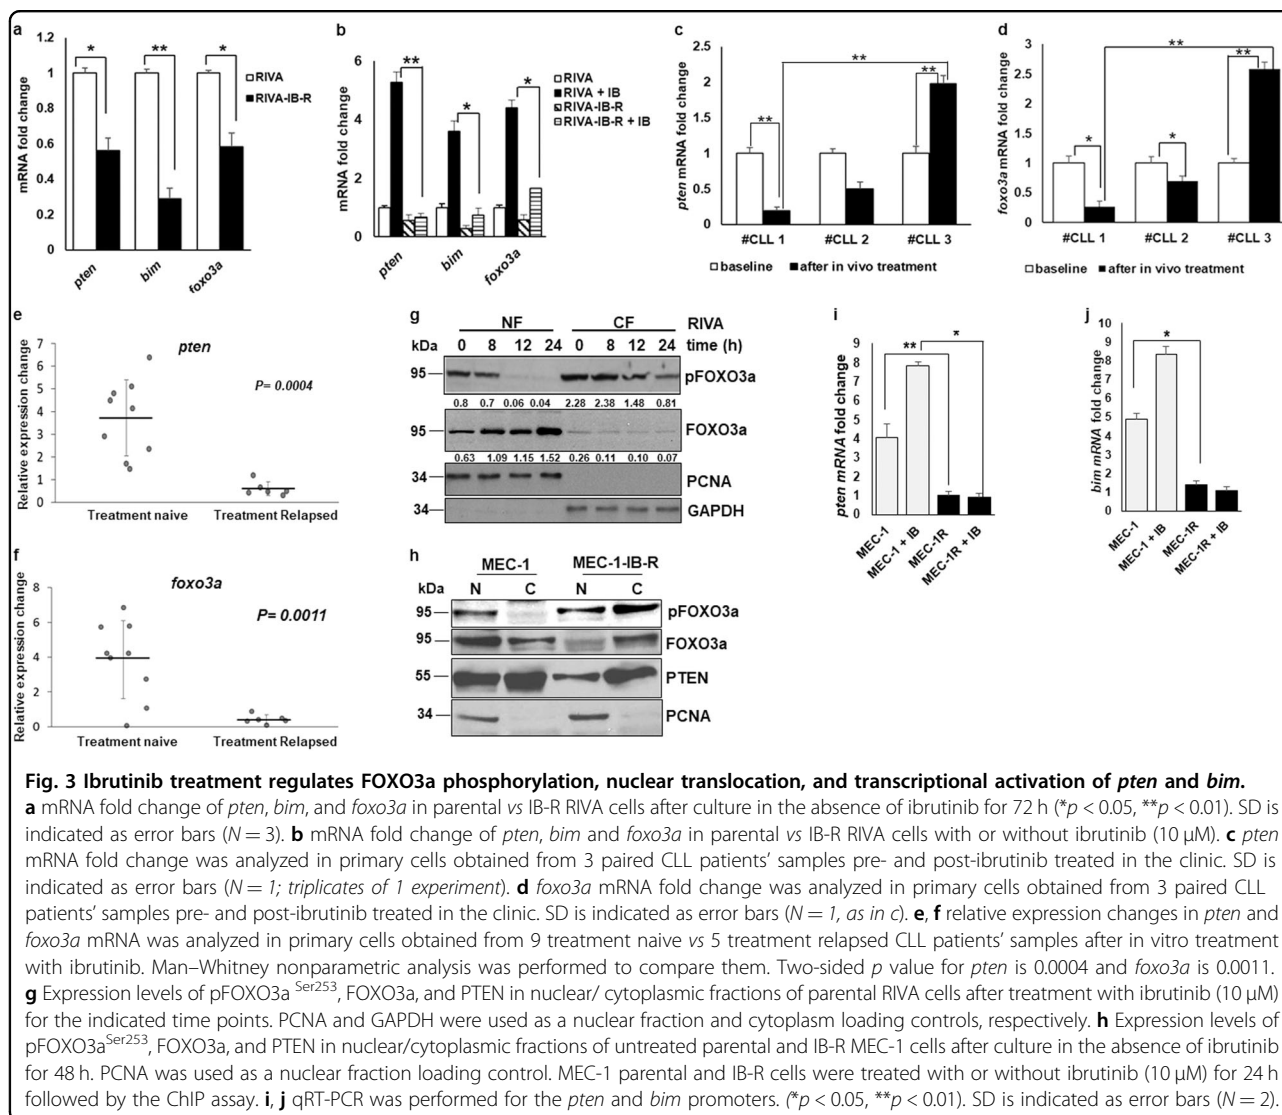 a
1.2
1
0.8
0.6
0.4
0.2
0
mRNA fold change
*
**
*
RIVA
RIVA-IB-R
pten
bim
foxo3a
b
6
4
2
0
mRNA fold change
**
*
*
RIVA
RIVA + IB
RIVA-IB-R
RIVA-IB-R + IB
pten
bim
foxo3a
c
2.5
2
1.5
1
0.5
0
pten mRNA fold change
**
**
**
#CLL 1
#CLL 2
#CLL 3
baseline
after in vivo treatment
d
3
2.5
2
1.5
1
0.5
0
foxo3a mRNA fold change
**
**
*
*
#CLL 1
#CLL 2
#CLL 3
baseline
after in vivo treatment
e
7
6
5
4
3
2
1
0
Relative expression change
pten
P= 0.0004
Treatment naive
Treatment Relapsed
f
8
6
4
2
0
Relative expression change
foxo3a
P= 0.0011
Treatment naive
Treatment Relapsed
g
NF
CF
RIVA
kDa
0 8 12 24 0 8 12 24 time (h)
95
pFOXO3a
0.8 0.7 0.06 0.04 2.28 2.38 1.48 0.81
95
FOXO3a
0.63 1.09 1.15 1.52 0.26 0.11 0.10 0.07
34
PCNA
34
GAPDH
h
MEC-1
MEC-1-IB-R
kDa
N C N C
95
pFOXO3a
95
FOXO3a
55
PTEN
34
PCNA
i
9
8
7
6
5
4
3
2
1
0
pten mRNA fold change
**
*
MEC-1
MEC-1 + IB
MEC-1R
MEC-1R + IB
j
10
9
8
7
6
5
4
3
2
1
0
bim mRNA fold change
*
MEC-1
MEC-1 + IB
MEC-1R
MEC-1R + IB
Fig. 3 Ibrutinib treatment regulates FOXO3a phosphorylation, nuclear translocation, and transcriptional activation of pten and bim.
a mRNA fold change of pten, bim, and foxo3a in parental vs IB-R RIVA cells after culture in the absence of ibrutinib for 72 h (*p < 0.05, **p < 0.01). SD is
indicated as error bars (N = 3). b mRNA fold change of pten, bim and foxo3a in parental vs IB-R RIVA cells with or without ibrutinib (10 µM). c pten
mRNA fold change was analyzed in primary cells obtained from 3 paired CLL patients' samples pre- and post-ibrutinib treated in the clinic. SD is
indicated as error bars (N = 1; triplicates of 1 experiment). d foxo3a mRNA fold change was analyzed in primary cells obtained from 3 paired CLL
patients' samples pre- and post-ibrutinib treated in the clinic. SD is indicated as error bars (N = 1, as in c). e, f relative expression changes in pten and
foxo3a mRNA was analyzed in primary cells obtained from 9 treatment naive vs 5 treatment relapsed CLL patients' samples after in vitro treatment
with ibrutinib. Man–Whitney nonparametric analysis was performed to compare them. Two-sided p value for pten is 0.0004 and foxo3a is 0.0011.
g Expression levels of pFOXO3a Ser253, FOXO3a, and PTEN in nuclear/ cytoplasmic fractions of parental RIVA cells after treatment with ibrutinib (10 µM)
for the indicated time points. PCNA and GAPDH were used as a nuclear fraction and cytoplasm loading controls, respectively. h Expression levels of
pFOXO3aSer253, FOXO3a, and PTEN in nuclear/cytoplasmic fractions of untreated parental and IB-R MEC-1 cells after culture in the absence of ibrutinib
for 48 h. PCNA was used as a nuclear fraction loading control. MEC-1 parental and IB-R cells were treated with or without ibrutinib (10 µM) for 24 h
followed by the ChIP assay. i, j qRT-PCR was performed for the pten and bim promoters. (*p < 0.05, **p < 0.01). SD is indicated as error bars (N = 2).